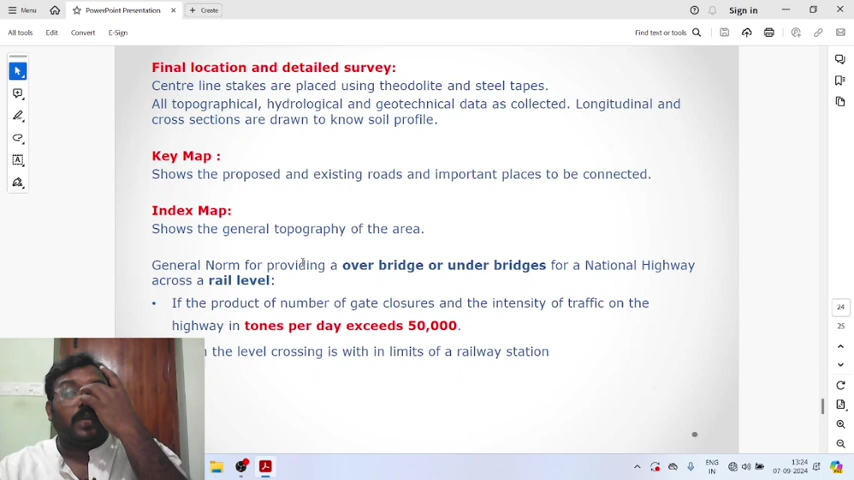 Menu
PowerPoint Presentation
Create
Sign in
All tools
Edit
Convert
E-Sign
Find text or tools
Final location and detailed survey:
Centre line stakes are placed using theodolite and steel tapes.
All topographical, hydrological and geotechnical data as collected. Longitudinal and
cross sections are drawn to know soil profile.
Key Map :
Shows the proposed and existing roads and important places to be connected.
Index Map:
Shows the general topography of the area.
General Norm for providing a over bridge or under bridges for a National Highway
across a rail level:
• If the product of number of gate closures and the intensity of traffic on the
highway in tones per day exceeds 50,000.
the level crossing is with in limits of a railway station
24
25
ENG
IN
13:24
07-09-2024